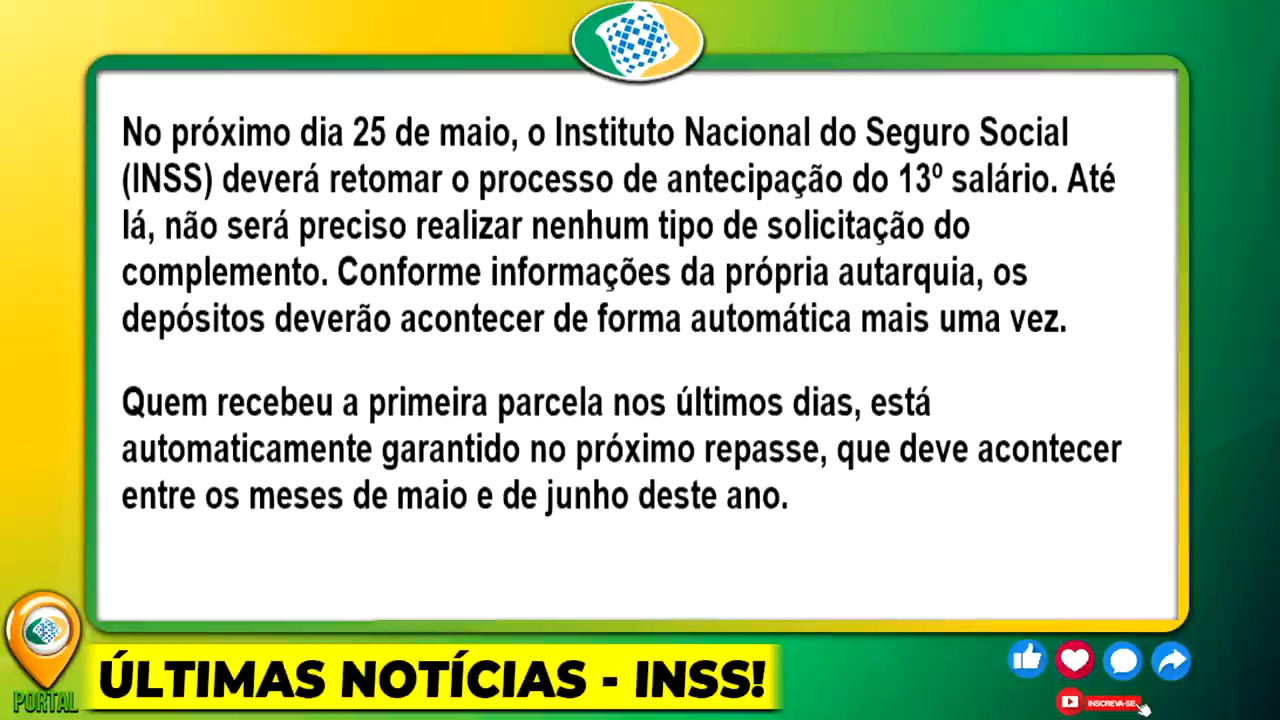 No próximo dia 25 de maio, o Instituto Nacional do Seguro Social
(INSS) deverá retomar o processo de antecipação do 13º salário. Até
lá, não será preciso realizar nenhum tipo de solicitação do
complemento. Conforme informações da própria autarquia, os
depósitos deverão acontecer de forma automática mais uma vez.
Quem recebeu a primeira parcela nos últimos dias, está
automaticamente garantido no próximo repasse, que deve acontecer
entre os meses de maio e de junho deste ano.
PORTAL
ÚLTIMAS NOTÍCIAS - INSS!
INSCREVA-SE